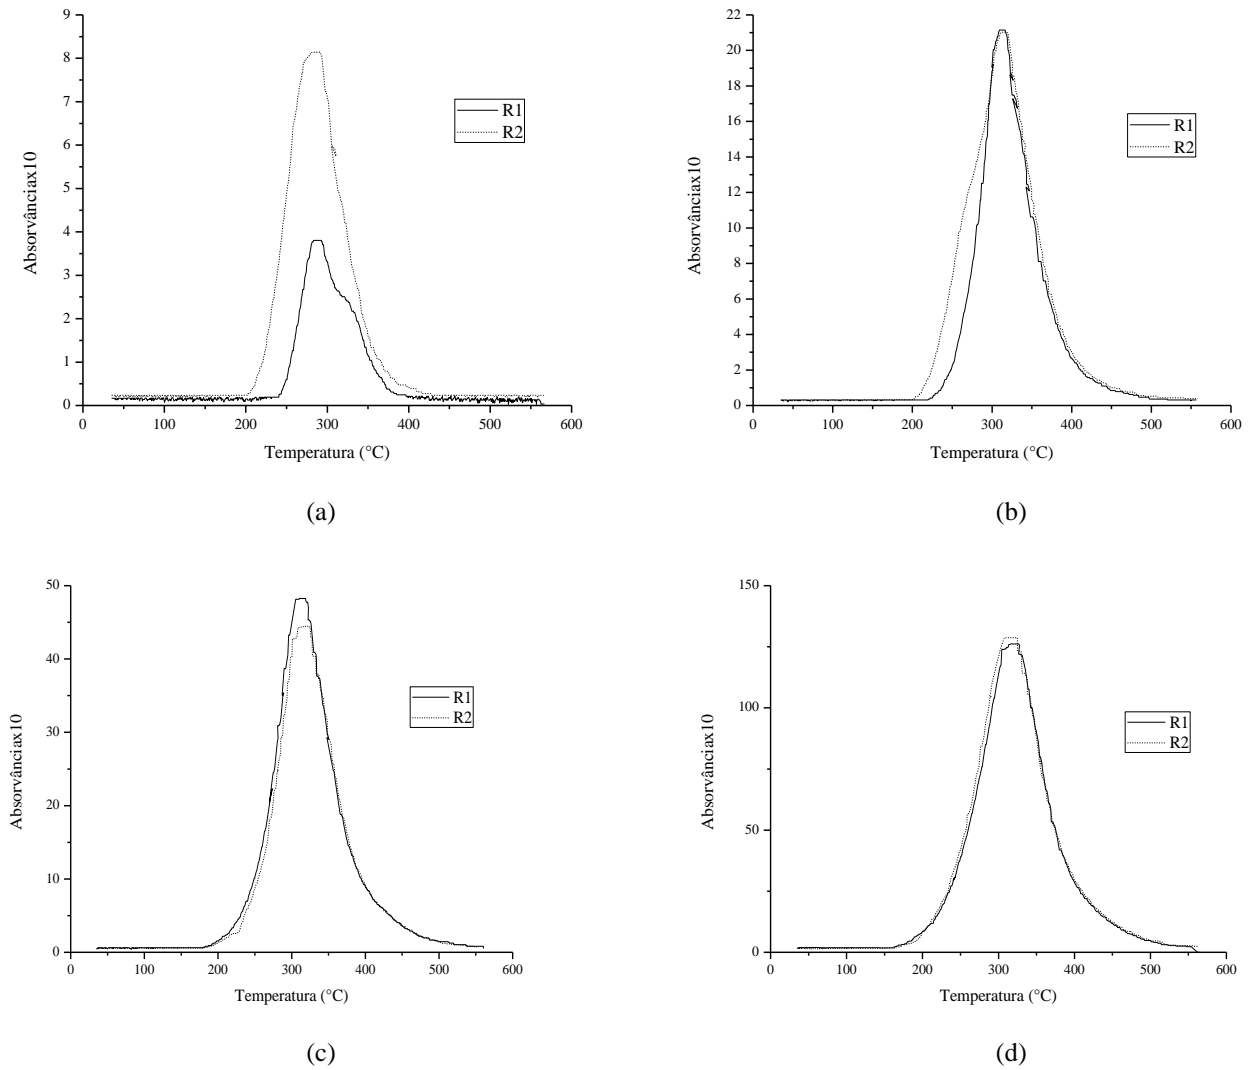 9
8
7
6
5
4
3
2
1
0
0 100 200 300 400 500 600
Absorvânciax10
Temperatura (°C)
R1
R2
(a)
22
20
18
16
14
12
10
8
6
4
2
0
0 100 200 300 400 500 600
Absorvânciax10
Temperatura (°C)
R1
R2
(b)
50
40
30
20
10
0
0 100 200 300 400 500 600
Absorvânciax10
Temperatura (°C)
R1
R2
(c)
150
100
50
0
0 100 200 300 400 500 600
Absorvânciax10
Temperatura (°C)
R1
R2
(d)